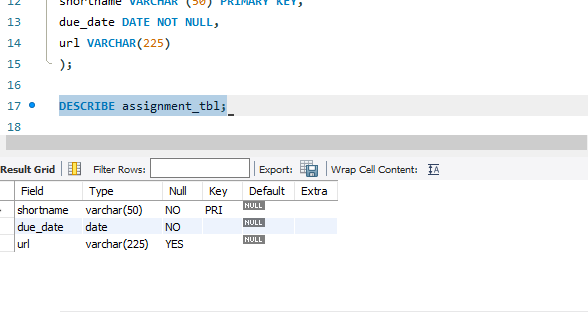 12 shortname VARCHAR (50) PRIMARY KEY,
13 due_date DATE NOT NULL,
14 url VARCHAR(225)
15 );
16
17 DESCRIBE assignment_tbl;
18
Result Grid Filter Rows: Export: Wrap Cell Content: IA
Field Type Null Key Default Extra
shortname varchar(50) NO PRI NULL
due_date date NO NULL
url varchar(225) YES NULL